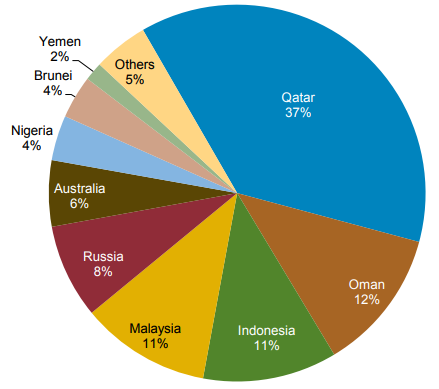 Yemen
2%
Others
5%
Brunei
4%
Qatar
37%
Nigeria
4%
Australia
6%
Russia
8%
Oman
12%
Malaysia
11%
Indonesia
11%